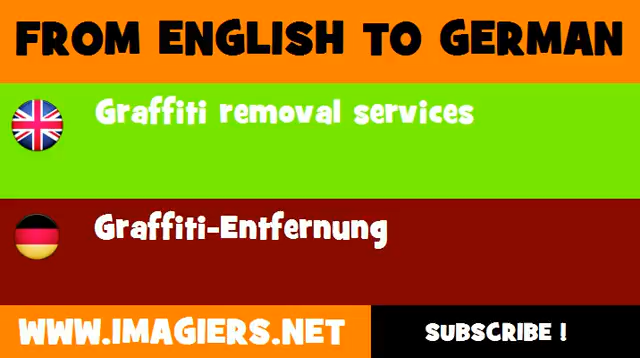 FROM ENGLISH TO GERMAN
Graffiti removal services
Graffiti-Entfernung
WWW.IMAGIERS.NET
SUBSCRIBE !